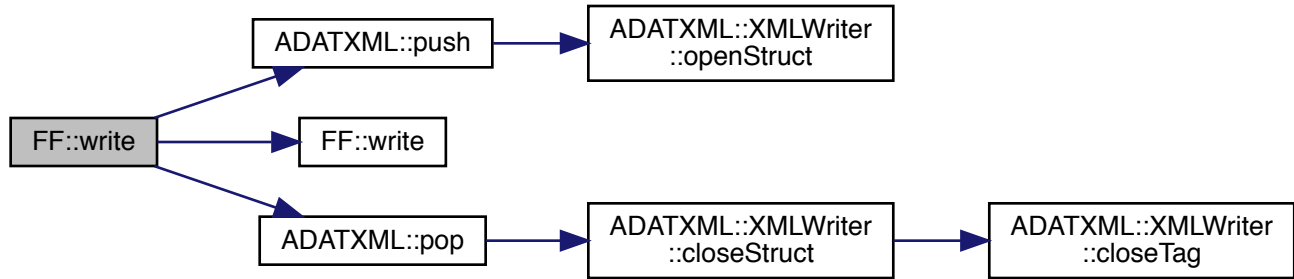 ADATXML::push
ADATXML::XMLWriter
::openStruct
FF::write
FF::write
ADATXML::pop
ADATXML::XMLWriter
::closeStruct
ADATXML::XMLWriter
::closeTag